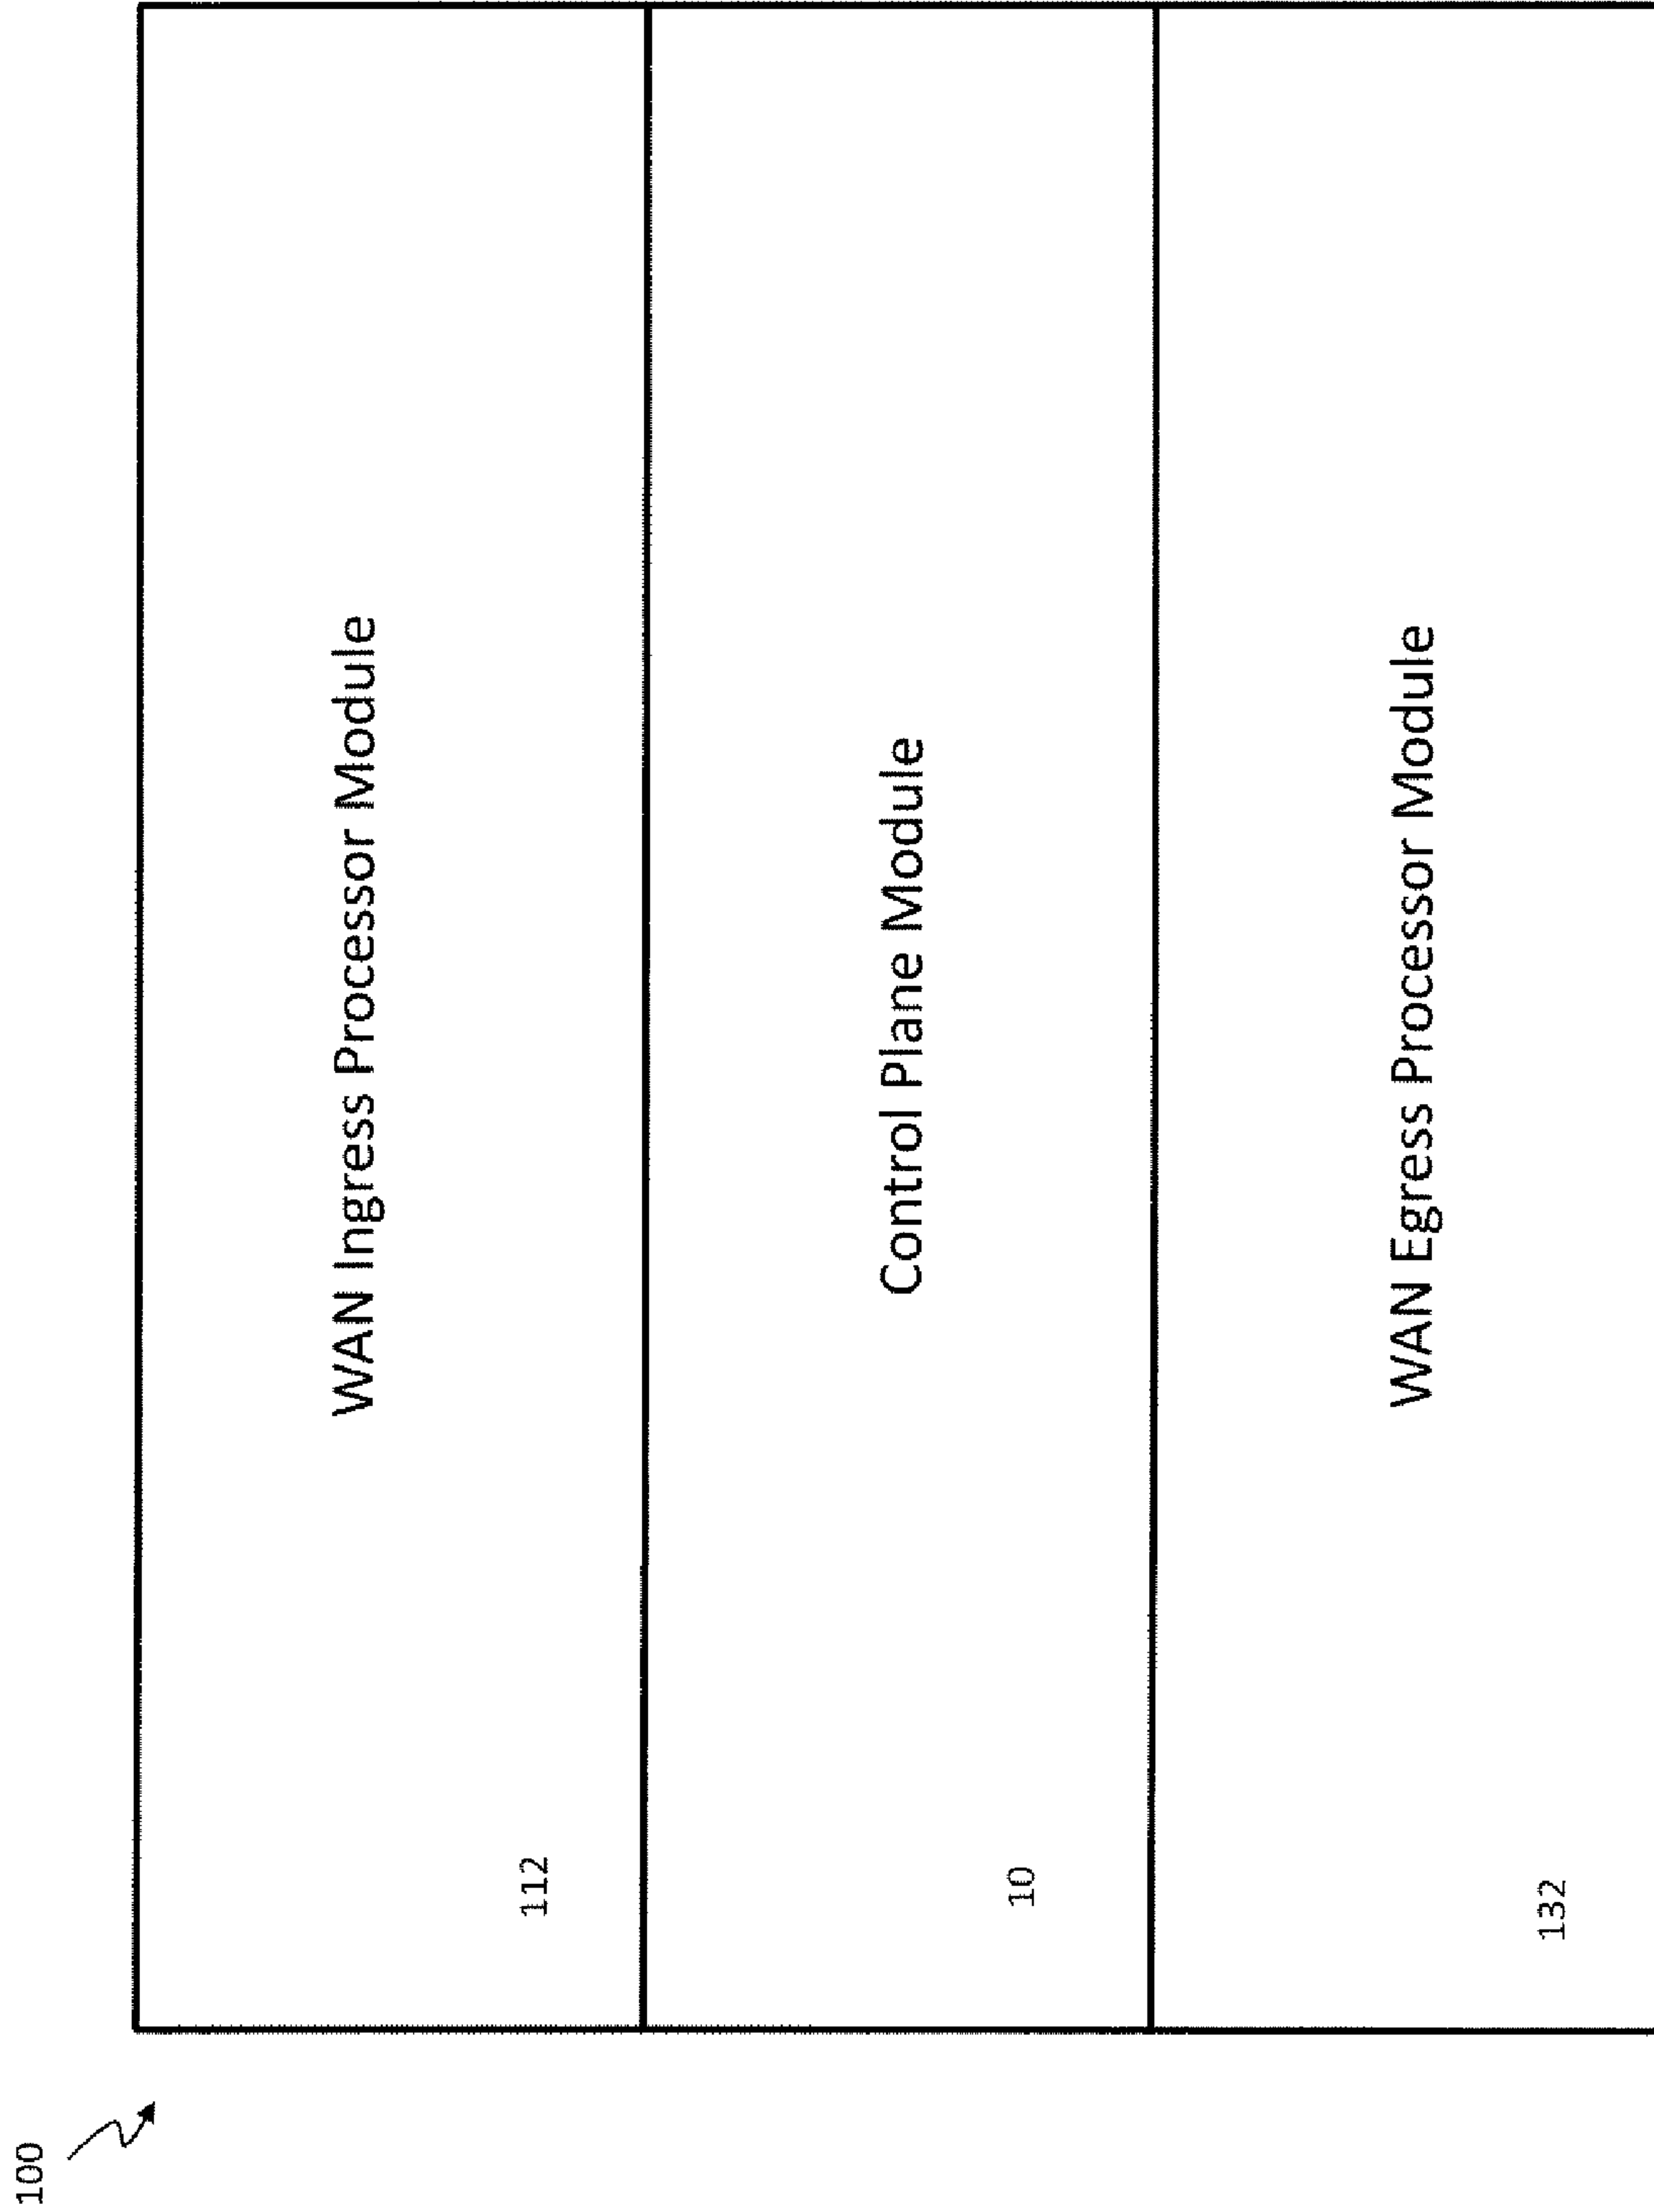 100
WAN Ingress Processor Module
112
Control Plane Module
10
WAN Egress Processor Module
132